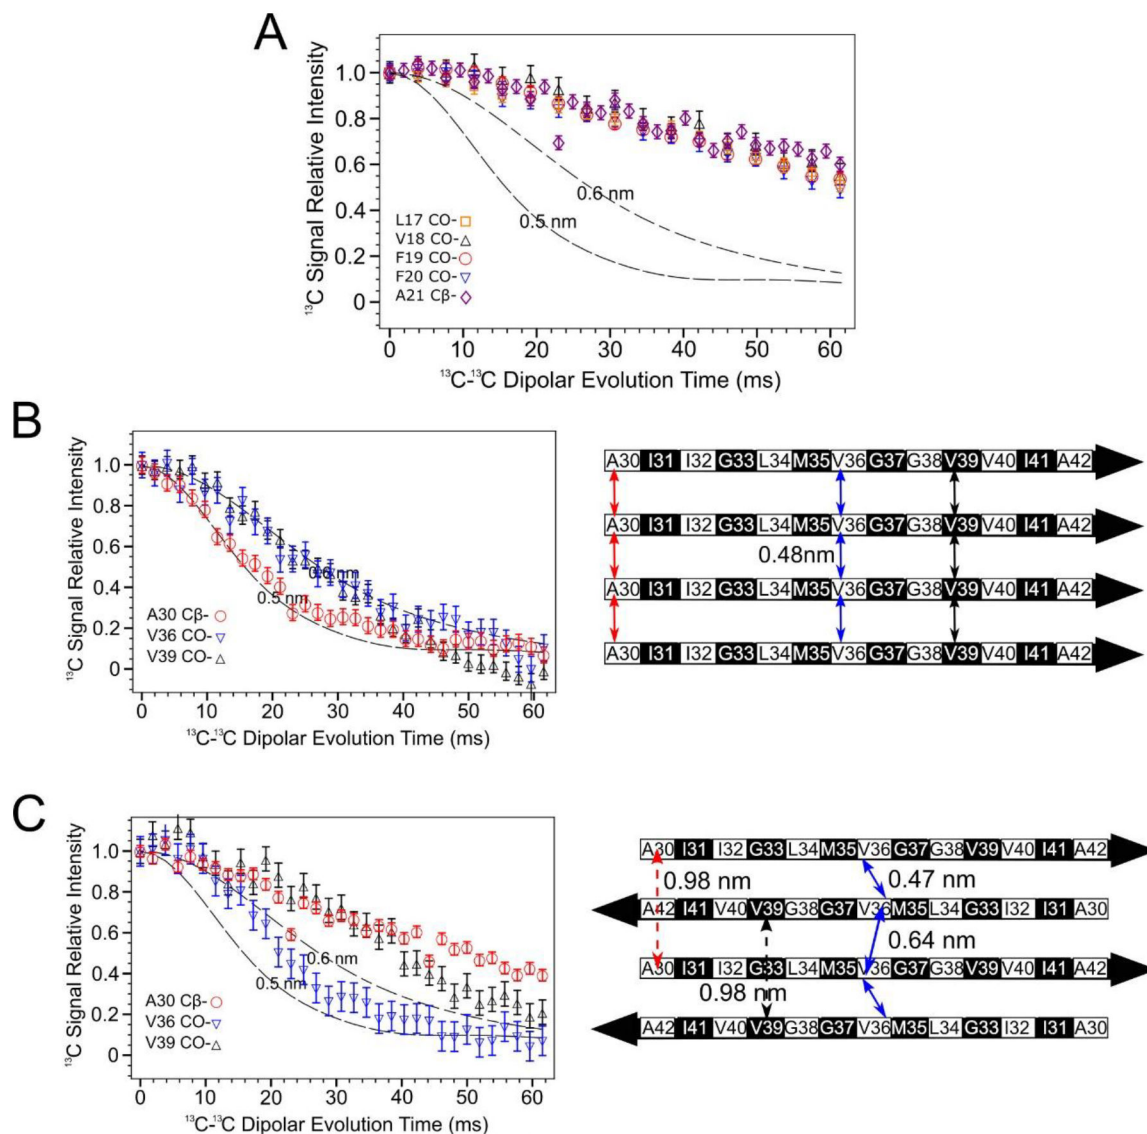 A
¹³C Signal Relative Intensity
1.0
0.8
0.6
0.4
0.2
0
0.6 nm
0.5 nm
L17 CO-
V18 CO-
F19 CO-
F20 CO-
A21 Cβ-
0 10 20 30 40 50 60
¹³C-¹³C Dipolar Evolution Time (ms)
B
¹³C Signal Relative Intensity
1.0
0.8
0.6
0.4
0.2
0
0.6 nm
0.5 nm
A30 Cβ-
V36 CO-
V39 CO-
0 10 20 30 40 50 60
¹³C-¹³C Dipolar Evolution Time (ms)
A30 I31 I32 G33 L34 M35 V36 G37 G38 V39 V40 I41 A42
A30 I31 I32 G33 L34 M35 V36 G37 G38 V39 V40 I41 A42
0.48nm
A30 I31 I32 G33 L34 M35 V36 G37 G38 V39 V40 I41 A42
A30 I31 I32 G33 L34 M35 V36 G37 G38 V39 V40 I41 A42
C
¹³C Signal Relative Intensity
1.0
0.8
0.6
0.4
0.2
0
0.6 nm
0.5 nm
A30 Cβ-
V36 CO-
V39 CO-
0 10 20 30 40 50 60
¹³C-¹³C Dipolar Evolution Time (ms)
A30 I31 I32 G33 L34 M35 V36 G37 G38 V39 V40 I41 A42
0.98 nm 0.47 nm
A42 I41 V40 V39 G38 G37 V36 M35 L34 G33 I32 I31 A30
0.64 nm
A30 I31 I32 G33 L34 M35 V36 G37 G38 V39 V40 I41 A42
0.98 nm
A42 I41 V40 V39 G38 G37 V36 M35 L34 G33 I32 I31 A30